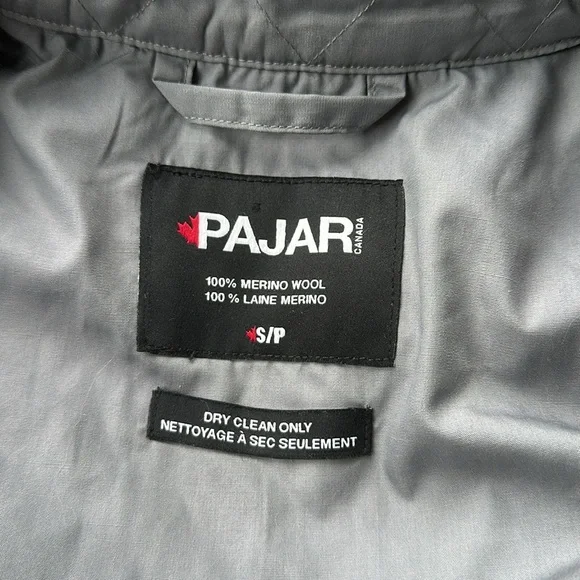 PAJAR CANADA
100% MERINO WOOL
100 % LAINE MERINO
S/P
DRY CLEAN ONLY
NETTOYAGE À SEC SEULEMENT